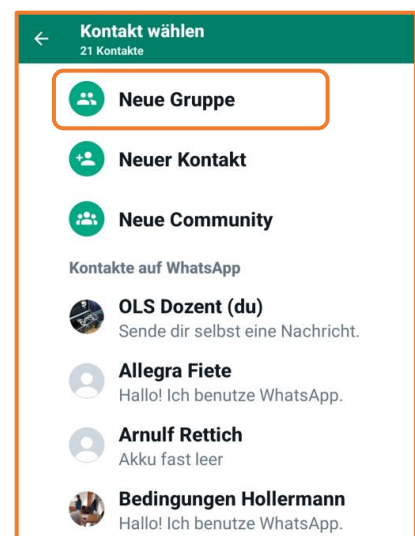 Kontakt wählen
21 Kontakte
Neue Gruppe
Neuer Kontakt
Neue Community
Kontakte auf WhatsApp
OLS Dozent (du)
Sende dir selbst eine Nachricht.
Allegra Fiete
Hallo! Ich benutze WhatsApp.
Arnulf Rettich
Akku fast leer
Bedingungen Hollermann
Hallo! Ich benutze WhatsApp.